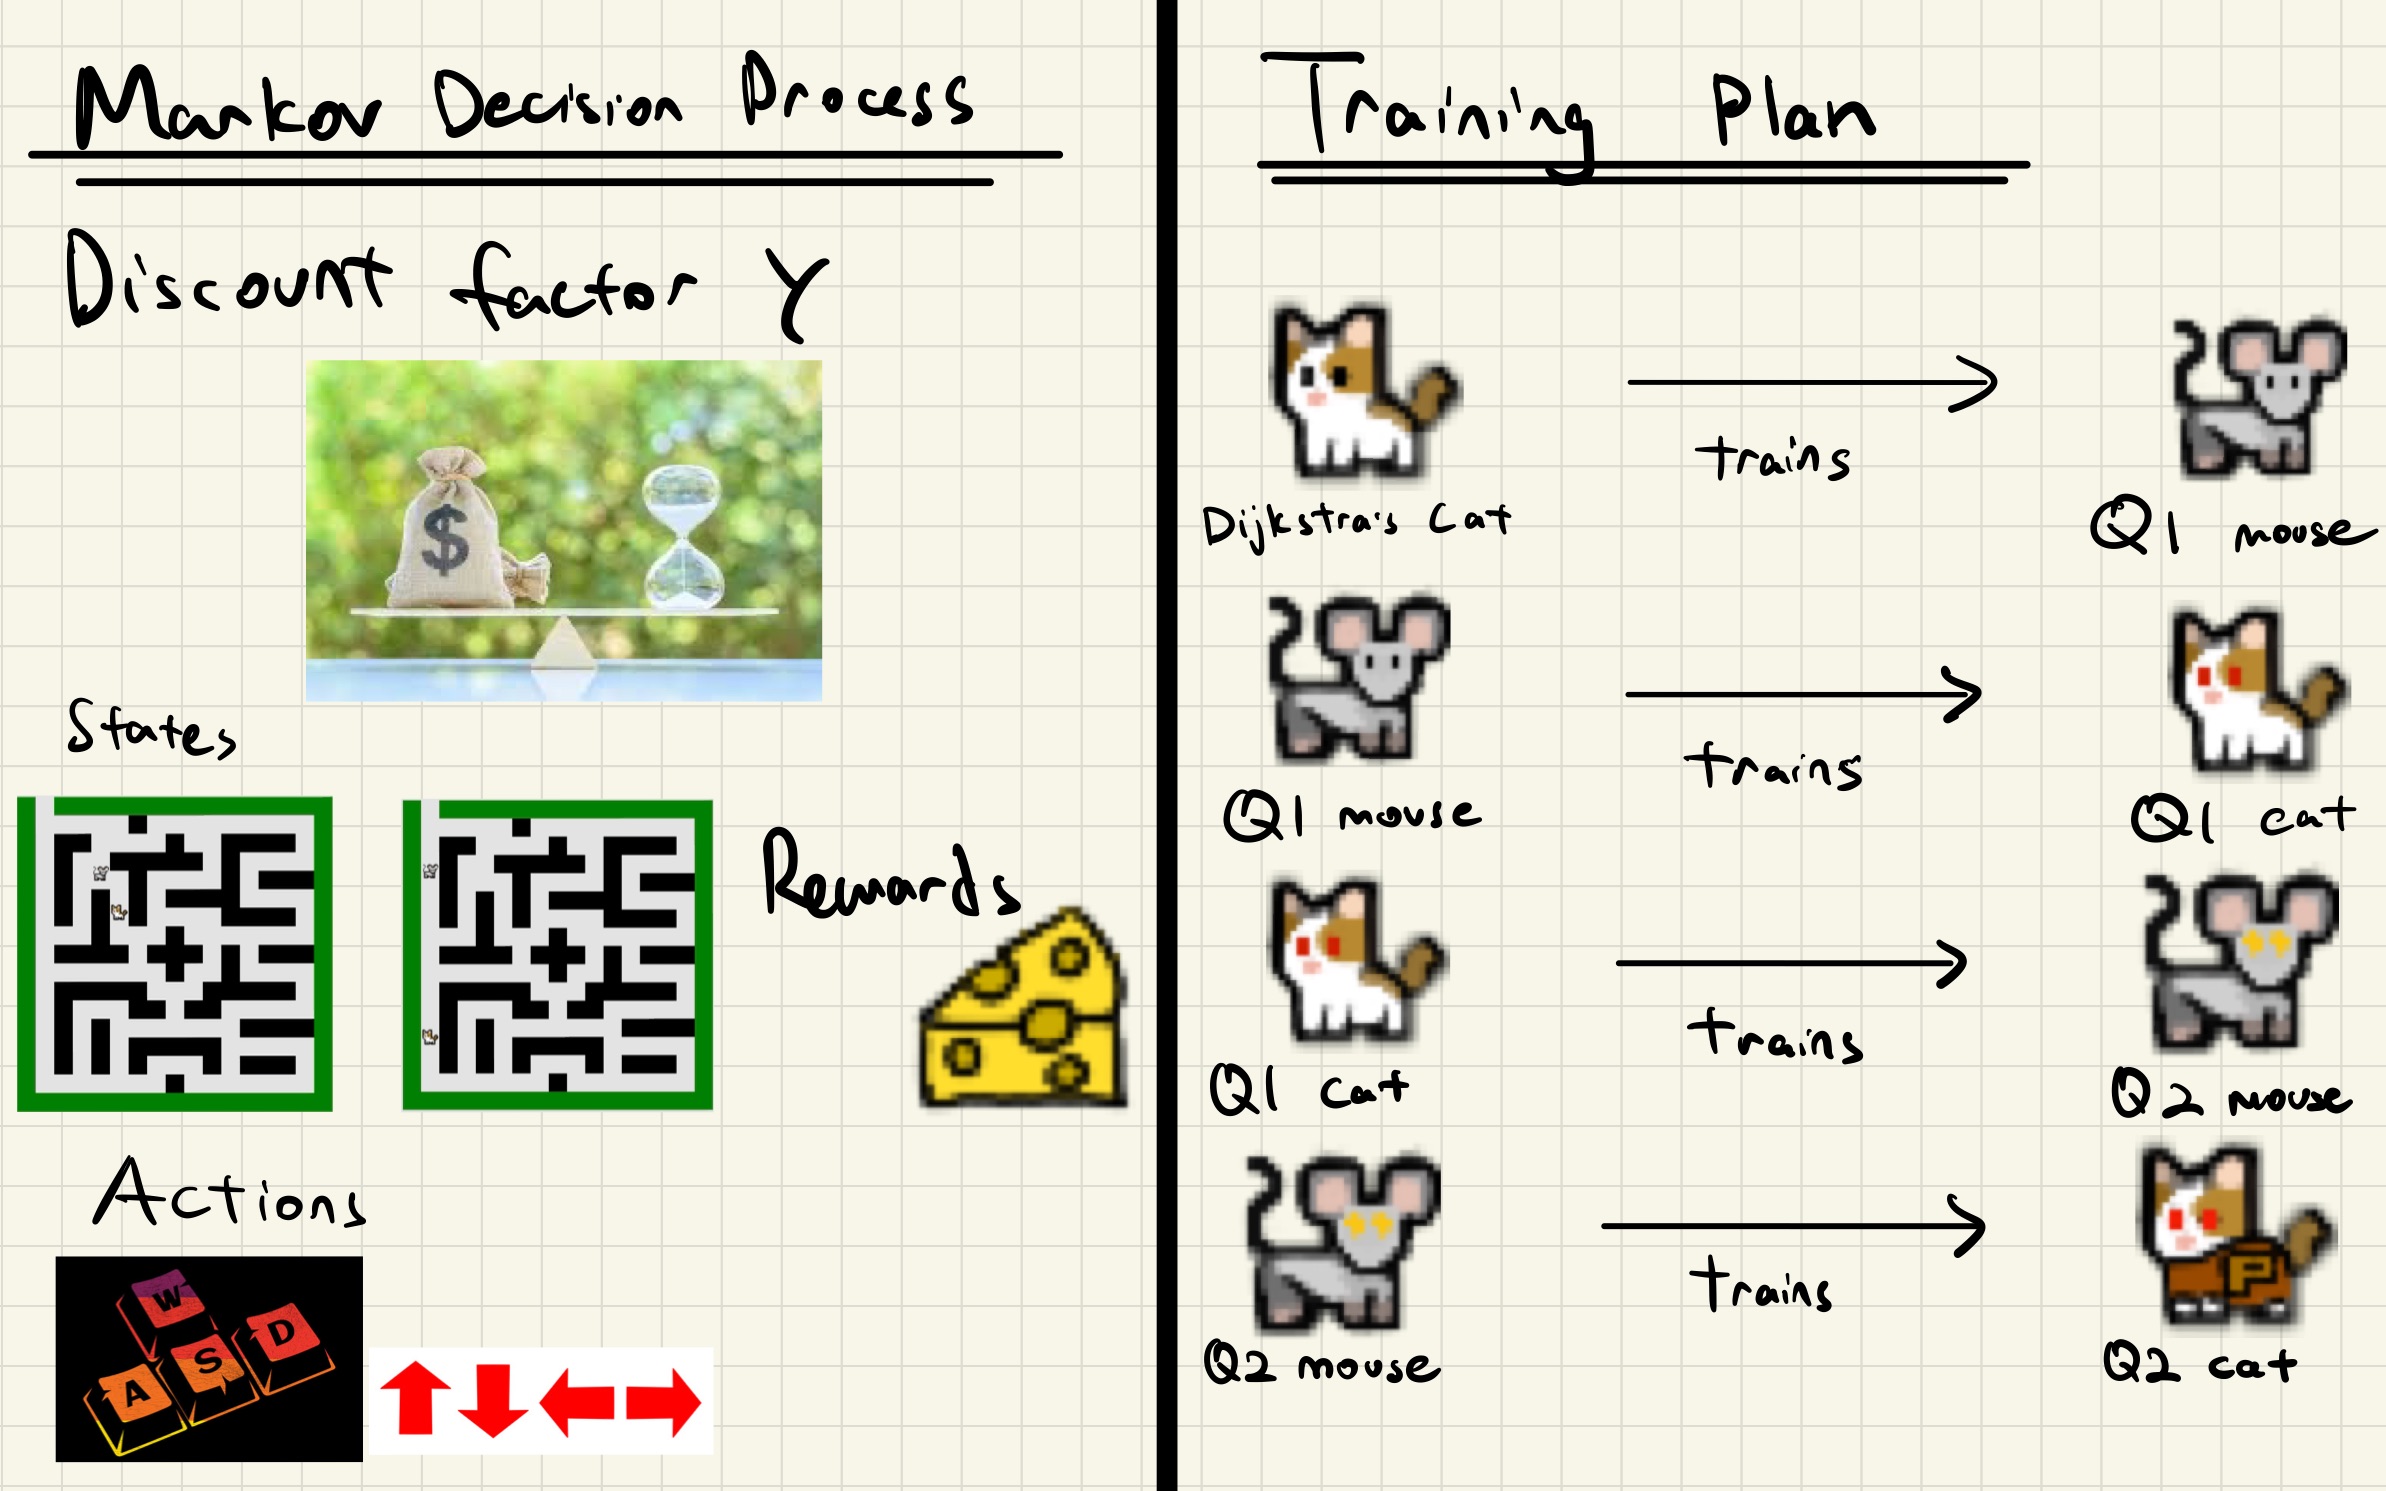 Markov Decision Process
Discount factor γ
$
States
Rewards
Actions
W
A S D
Training Plan
trains
Dijkstra's Cat
Q1 mouse
trains
Q1 mouse
Q1 cat
trains
Q1 cat
Q2 mouse
P
trains
Q2 mouse
Q2 cat